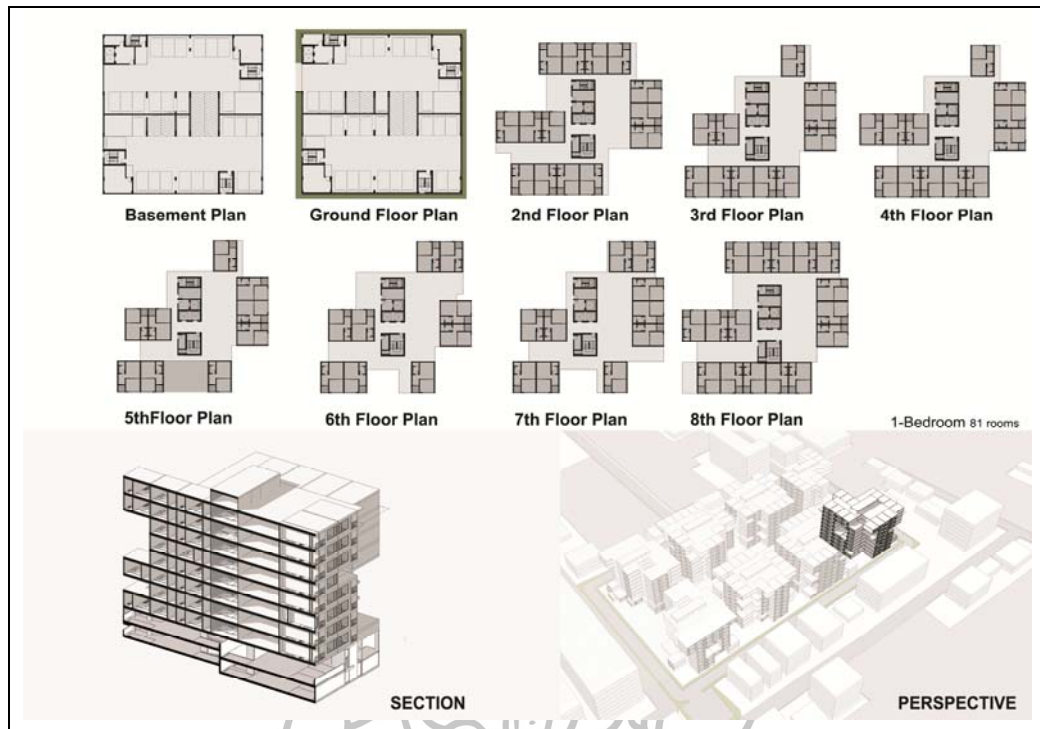 Basement Plan
Ground Floor Plan
2nd Floor Plan
3rd Floor Plan
4th Floor Plan
5thFloor Plan
6th Floor Plan
7th Floor Plan
8th Floor Plan
1-Bedroom 81 rooms
SECTION
PERSPECTIVE